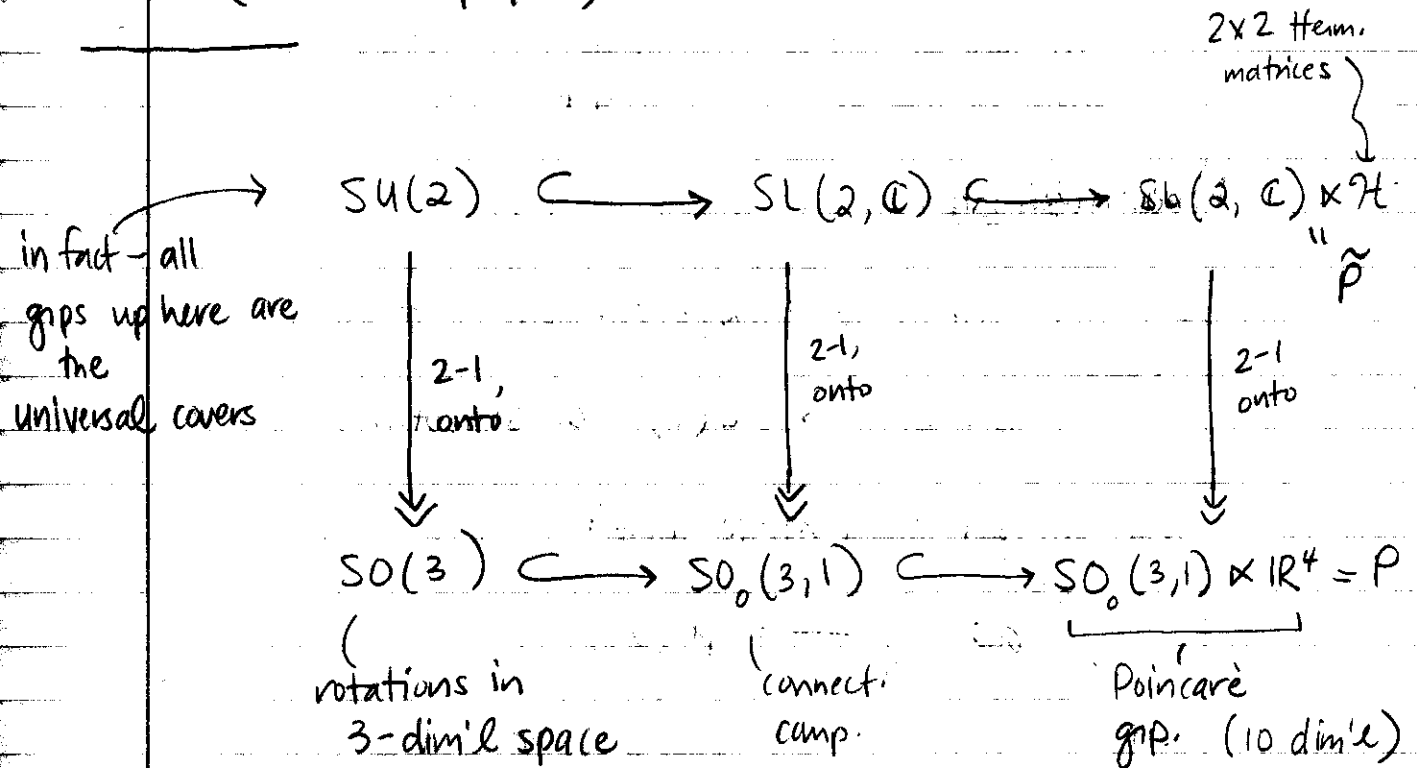 2x2 Herm.
matrices
SU(2) ⊂→ SL(2, ℂ) ⊂→ SL(2, ℂ) ⋉ ℋ
" P̃
in fact - all
grps up here are
the
universal covers
2-1,
onto
2-1,
onto
2-1
onto
SO(3) ⊂→ SO₀(3,1) ⊂→ SO₀(3,1) ⋉ ℝ⁴ = P
rotations in
3-dim'l space
connect.
comp.
Poincarè
grp. (10 dim'l)